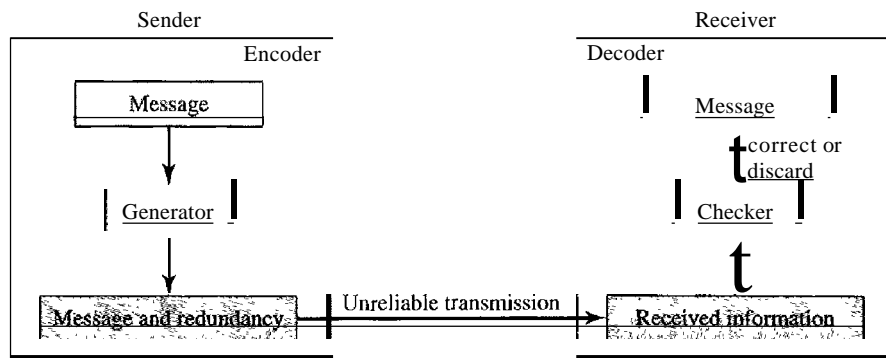 Sender
Receiver
Encoder
Decoder
Message
Message
t correct or
discard
Generator
Checker
t
Unreliable transmission
Message and redundancy
Received information